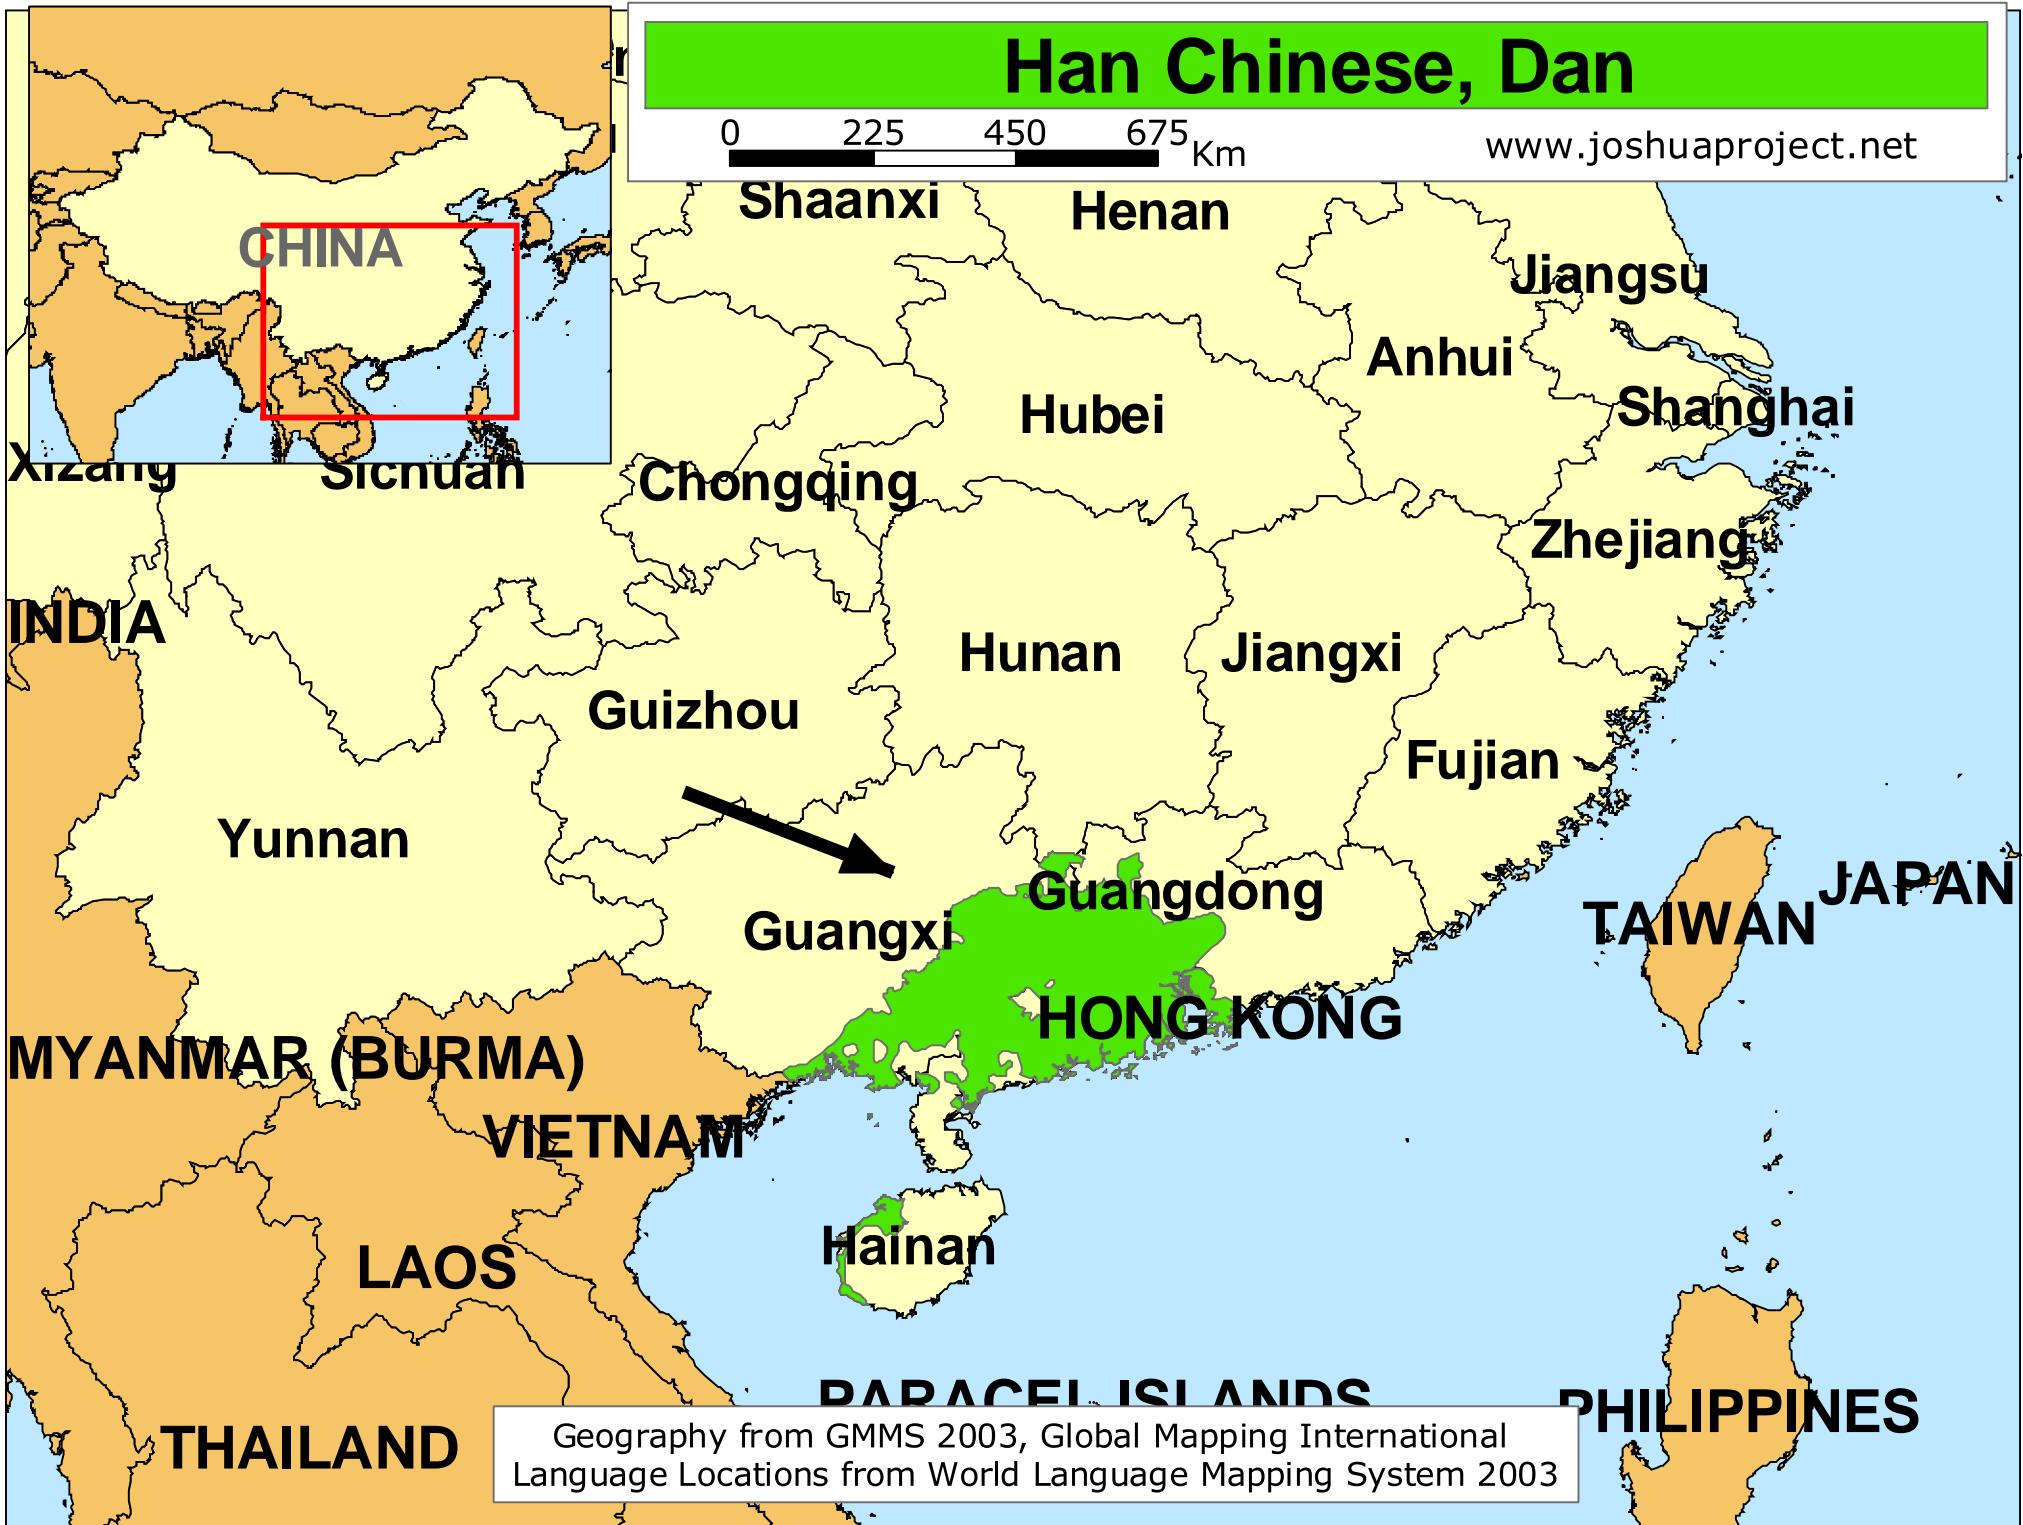 Han Chinese, Dan
0 225 450 675 Km
www.joshuaproject.net
CHINA
Shaanxi
Henan
Jiangsu
Anhui
Shanghai
Hubei
Xizang
Sichuan
Chongqing
Zhejiang
INDIA
Hunan
Jiangxi
Guizhou
Fujian
Yunnan
JAPAN
Guangdong
TAIWAN
Guangxi
HONG KONG
MYANMAR (BURMA)
VIETNAM
Hainan
LAOS
PARACEL ISLANDS
PHILIPPINES
THAILAND
Geography from GMMS 2003, Global Mapping International
Language Locations from World Language Mapping System 2003